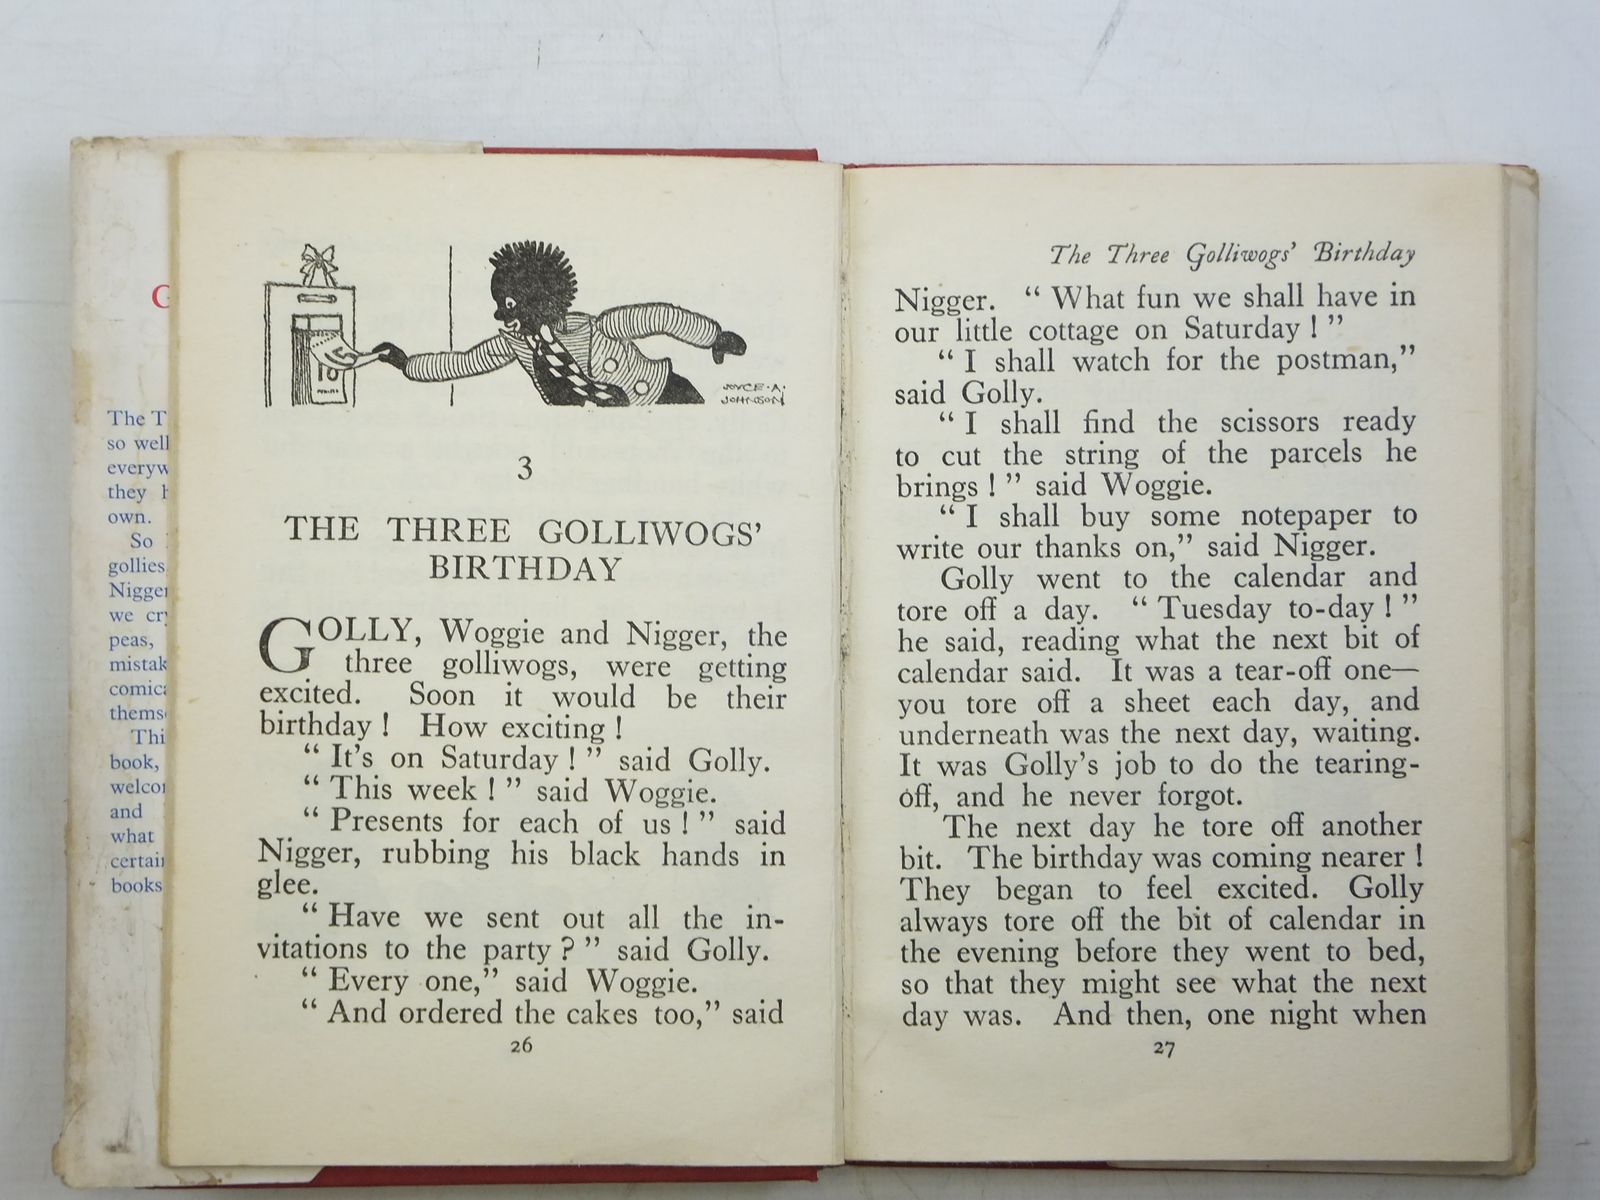 G
The T
so well
everyw
they h
own.
So
gollies
Nigger
we cry
peas,
mistak
comica
themse
Thi
book,
welcor
and
what
certain
books
JOYCE·A·
JOHNSON
3
THE THREE GOLLIWOGS'
BIRTHDAY
GOLLY, Woggie and Nigger, the
three golliwogs, were getting
excited. Soon it would be their
birthday! How exciting!
“It's on Saturday!” said Golly.
“This week!” said Woggie.
“Presents for each of us!” said
Nigger, rubbing his black hands in
glee.
“Have we sent out all the in-
vitations to the party?” said Golly.
“Every one,” said Woggie.
“And ordered the cakes too,” said
26
The Three Golliwogs' Birthday
Nigger. “What fun we shall have in
our little cottage on Saturday!”
“I shall watch for the postman,”
said Golly.
“I shall find the scissors ready
to cut the string of the parcels he
brings!” said Woggie.
“I shall buy some notepaper to
write our thanks on,” said Nigger.
Golly went to the calendar and
tore off a day. “Tuesday to-day!”
he said, reading what the next bit of
calendar said. It was a tear-off one—
you tore off a sheet each day, and
underneath was the next day, waiting.
It was Golly's job to do the tearing-
off, and he never forgot.
The next day he tore off another
bit. The birthday was coming nearer!
They began to feel excited. Golly
always tore off the bit of calendar in
the evening before they went to bed,
so that they might see what the next
day was. And then, one night when
27